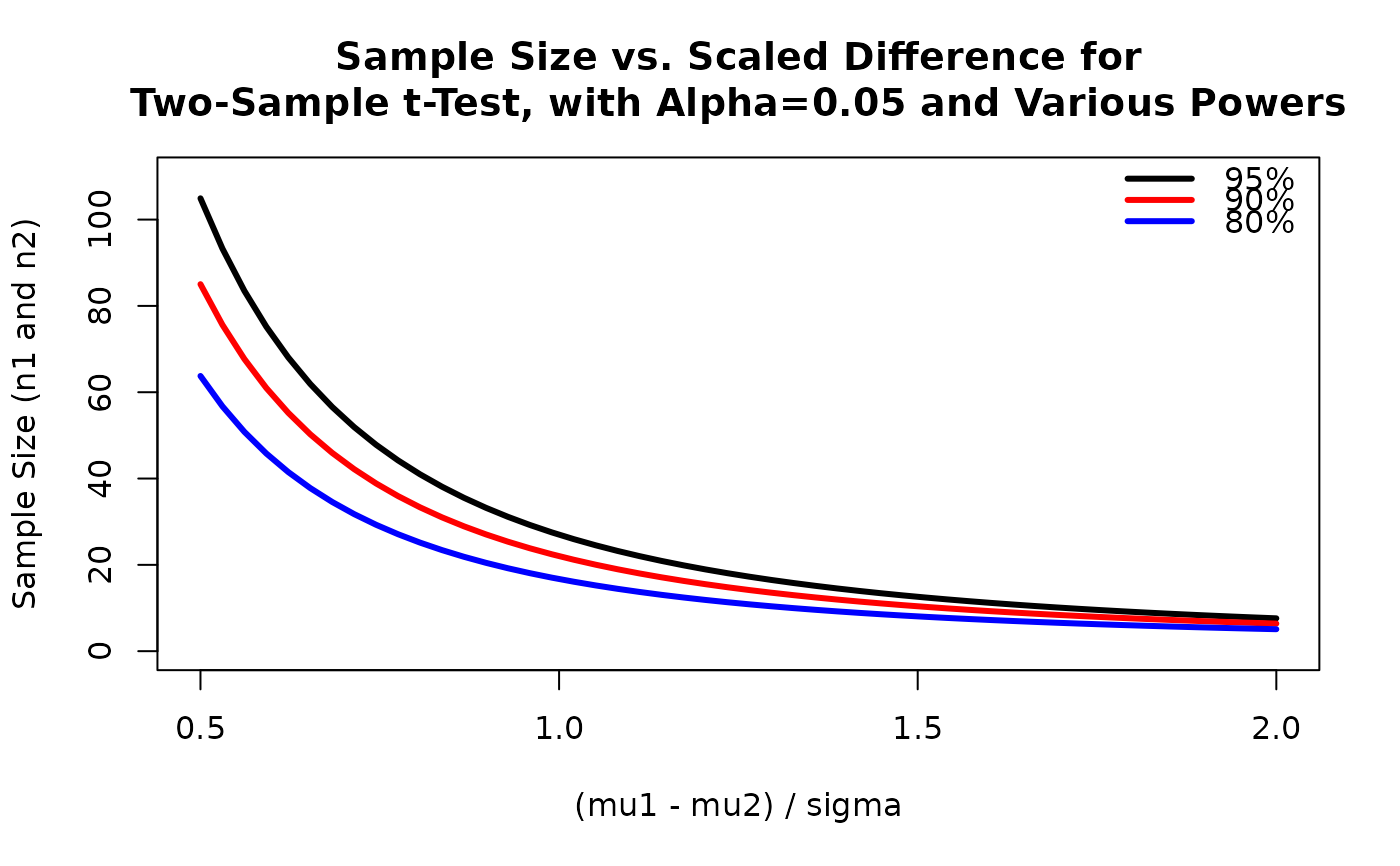 Sample Size vs. Scaled Difference for
Two-Sample t-Test, with Alpha=0.05 and Various Powers
95%
90%
80%
Sample Size (n1 and n2)
100
80
60
40
20
0
0.5 1.0 1.5 2.0
(mu1 - mu2) / sigma